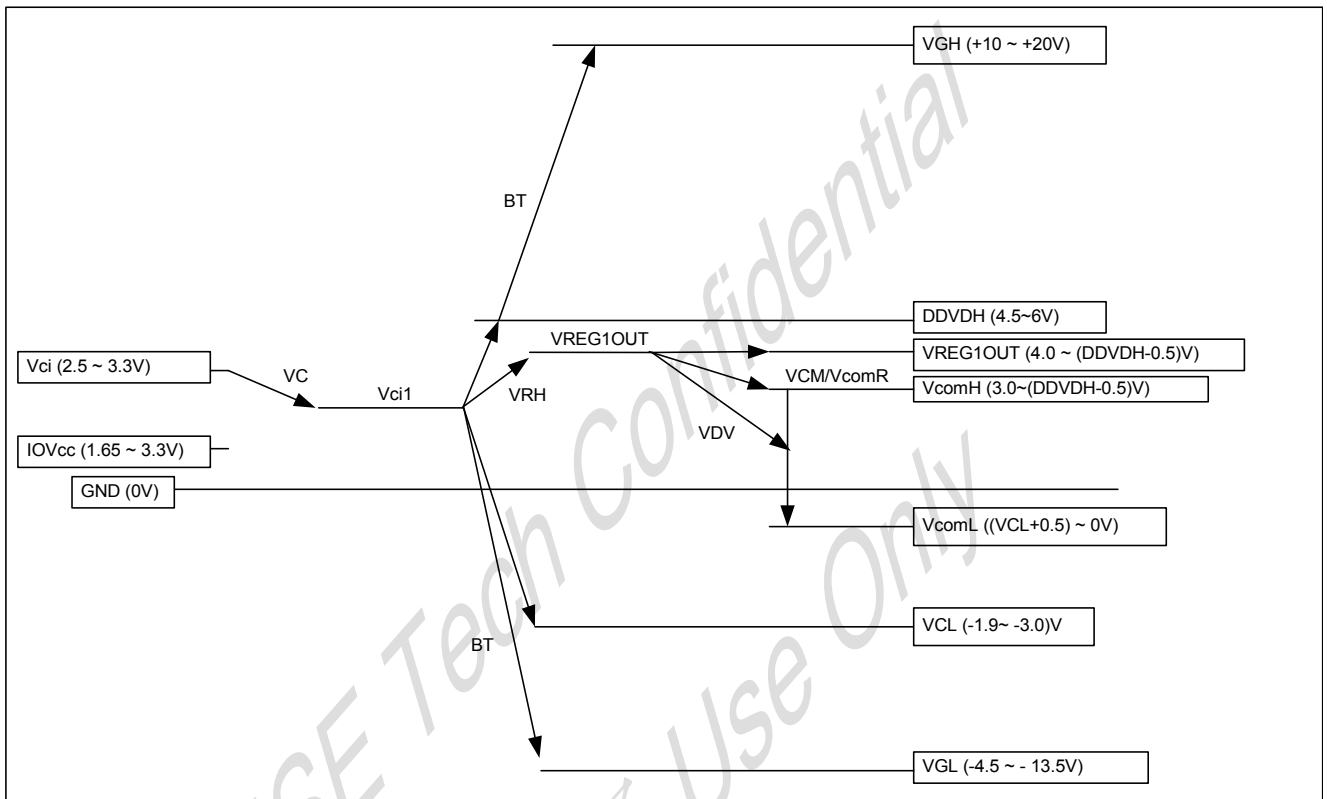 VGH (+10 ~ +20V)
BT
DDVDH (4.5~6V)
VREG1OUT
VREG1OUT (4.0 ~ (DDVDH-0.5)V)
Vci (2.5 ~ 3.3V)
VC
Vci1
VRH
VCM/VcomR
VcomH (3.0~(DDVDH-0.5)V)
VDV
IOVcc (1.65 ~ 3.3V)
GND (0V)
VcomL ((VCL+0.5) ~ 0V)
VCL (-1.9~ -3.0)V
BT
VGL (-4.5 ~ - 13.5V)
Tech Confidential
Use Only